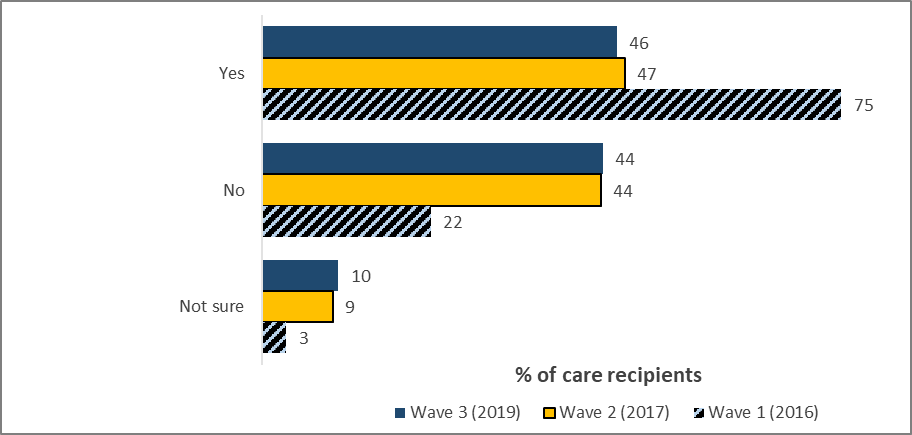 Yes
46
47
75
No
44
44
22
Not sure
10
9
3
% of care recipients
Wave 3 (2019) Wave 2 (2017) Wave 1 (2016)